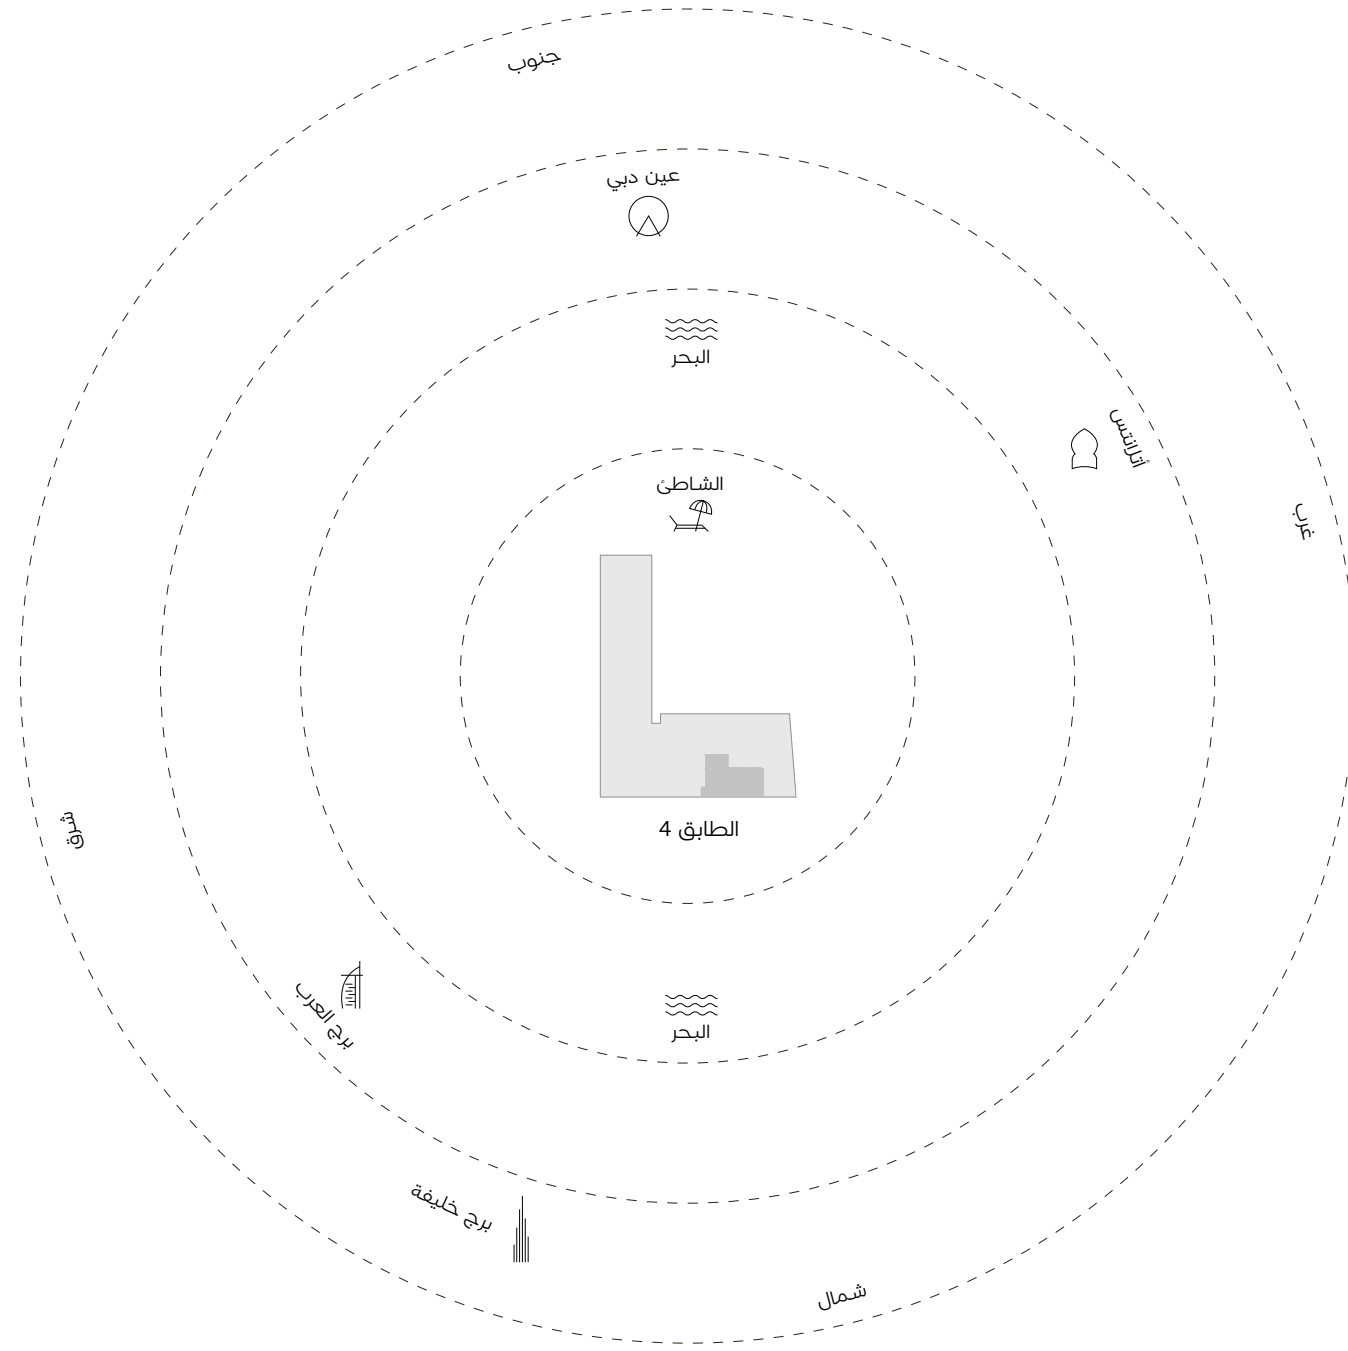 جنوب
عين دبي
البحر
أتلانتس
الشاطئ
غرب
شرق
الطابق 4
برج العرب
البحر
برج خليفة
شمال